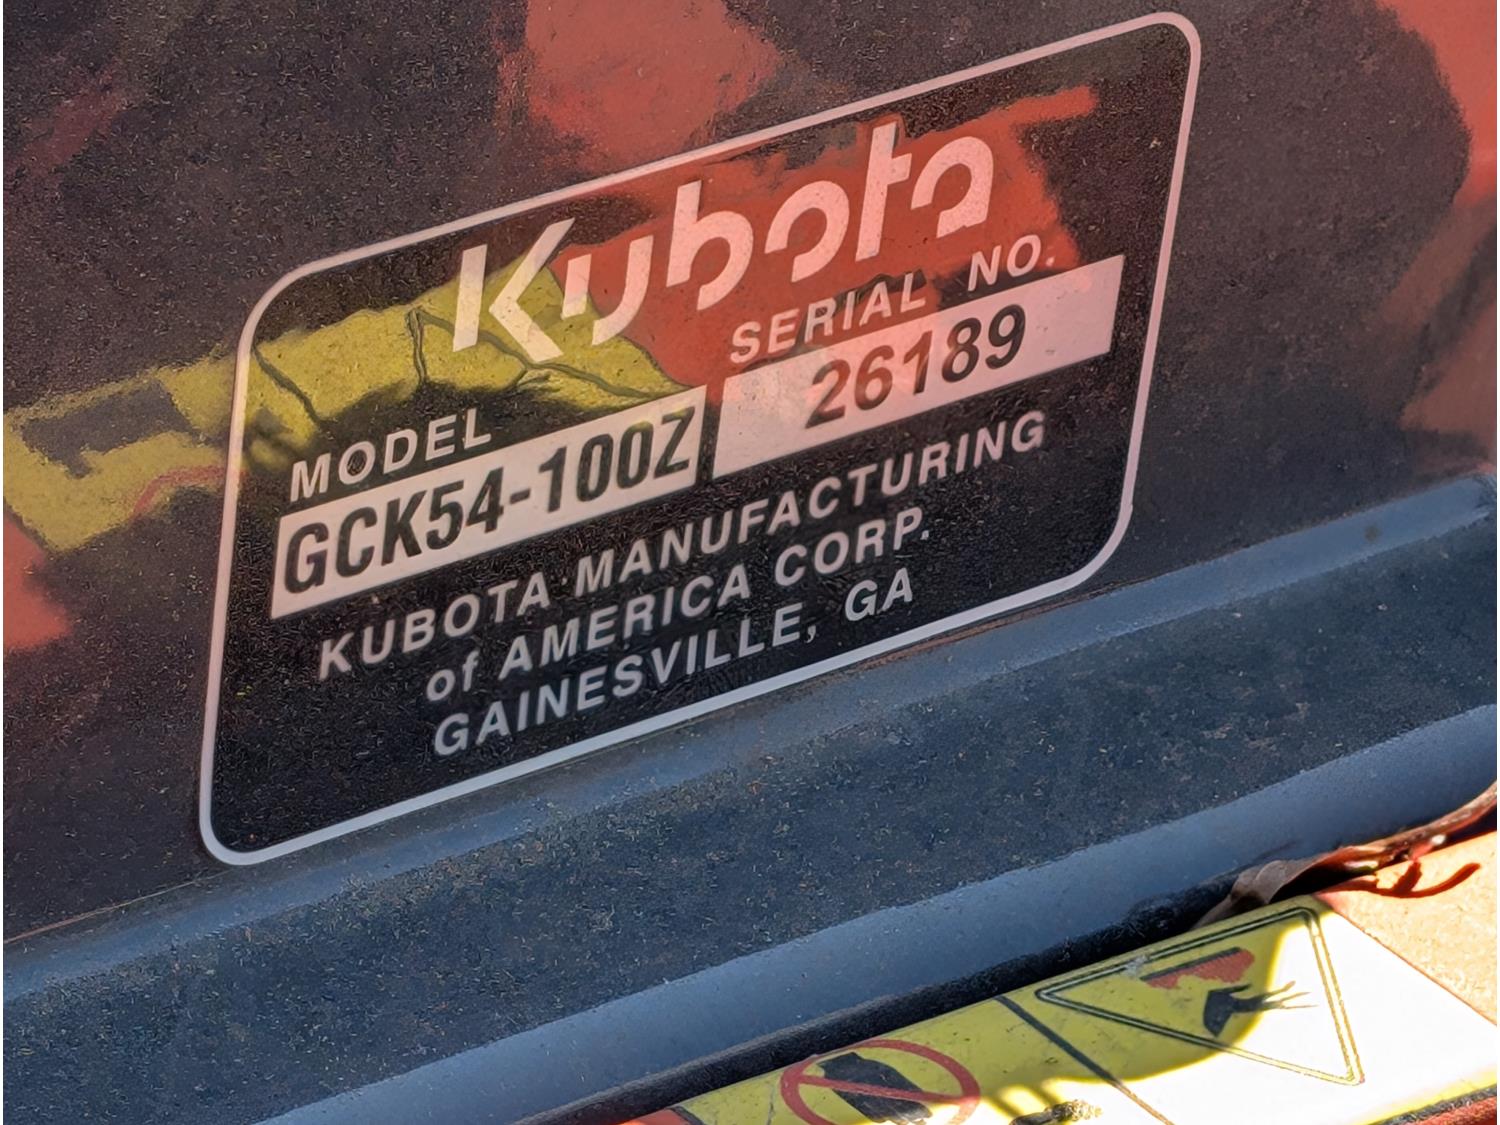 Kubota
MODEL
SERIAL NO.
GCK54-100Z
26189
KUBOTA MANUFACTURING
of AMERICA CORP.
GAINESVILLE, GA